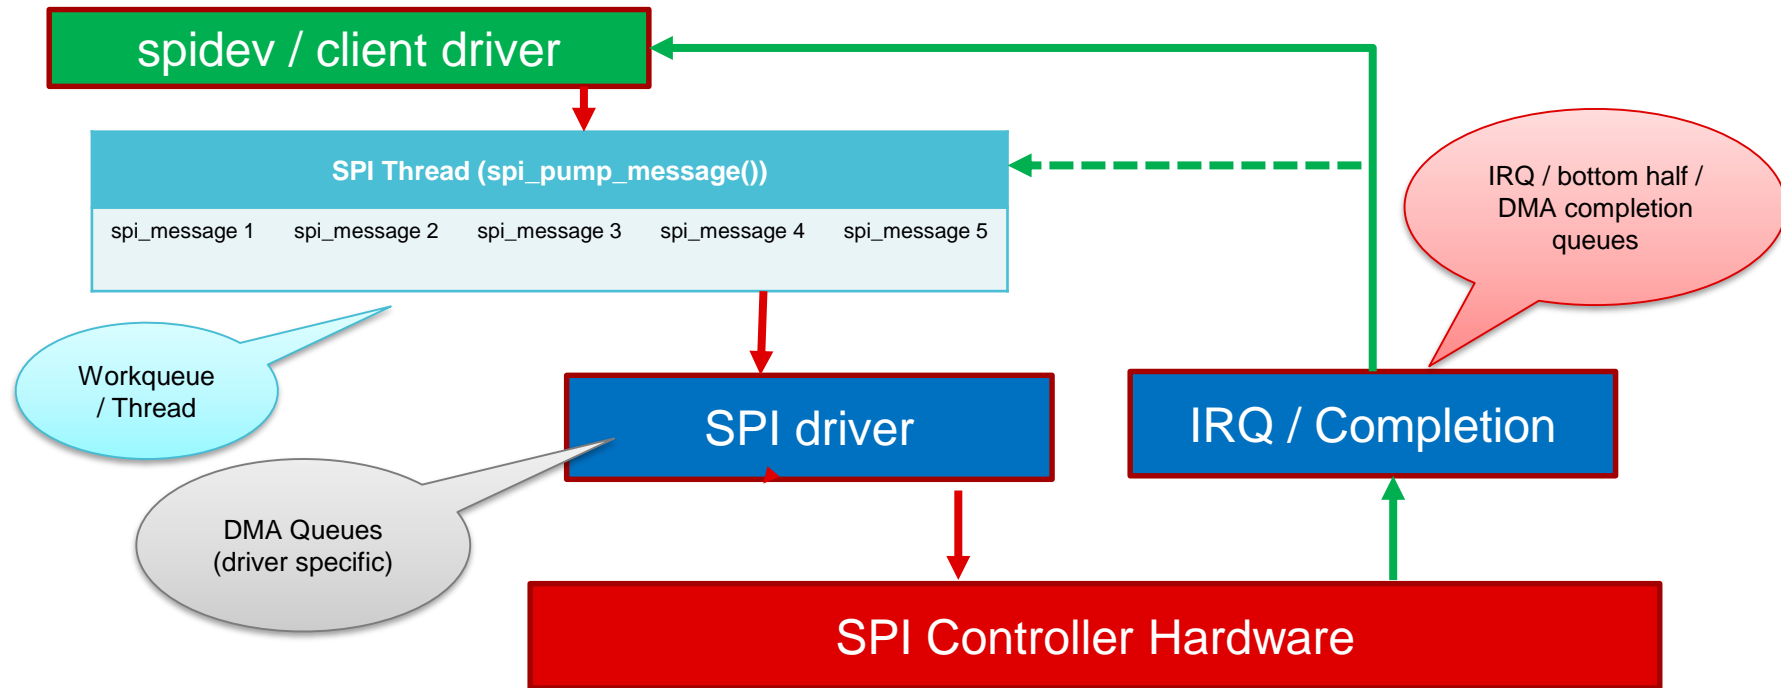 spidev / client driver
SPI Thread (spi_pump_message())
spi_message 1 spi_message 2 spi_message 3 spi_message 4 spi_message 5
IRQ / bottom half /
DMA completion
queues
Workqueue
/ Thread
SPI driver
IRQ / Completion
DMA Queues
(driver specific)
SPI Controller Hardware